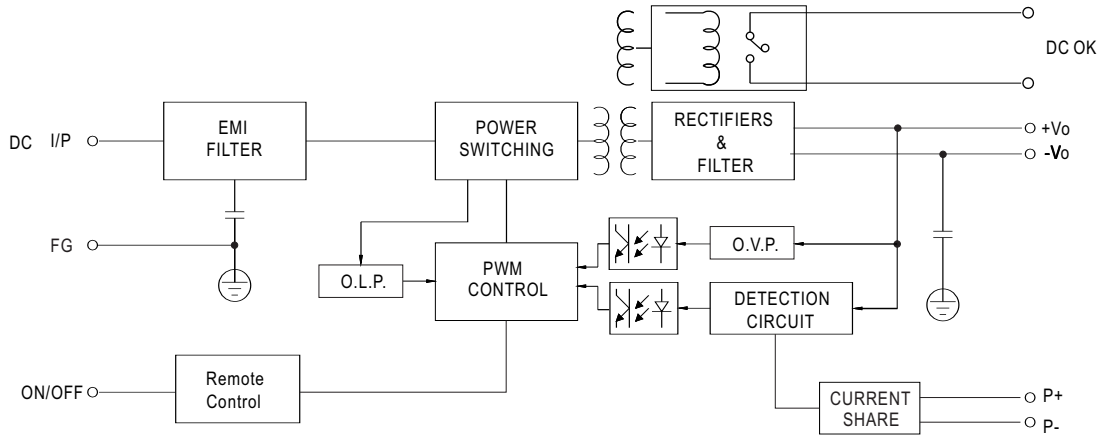 DC OK
EMI
FILTER
POWER
SWITCHING
RECTIFIERS
&
FILTER
DC I/P
+Vo
-Vo
FG
O.L.P.
PWM
CONTROL
O.V.P.
DETECTION
CIRCUIT
ON/OFF
Remote
Control
CURRENT
SHARE
P+
P-